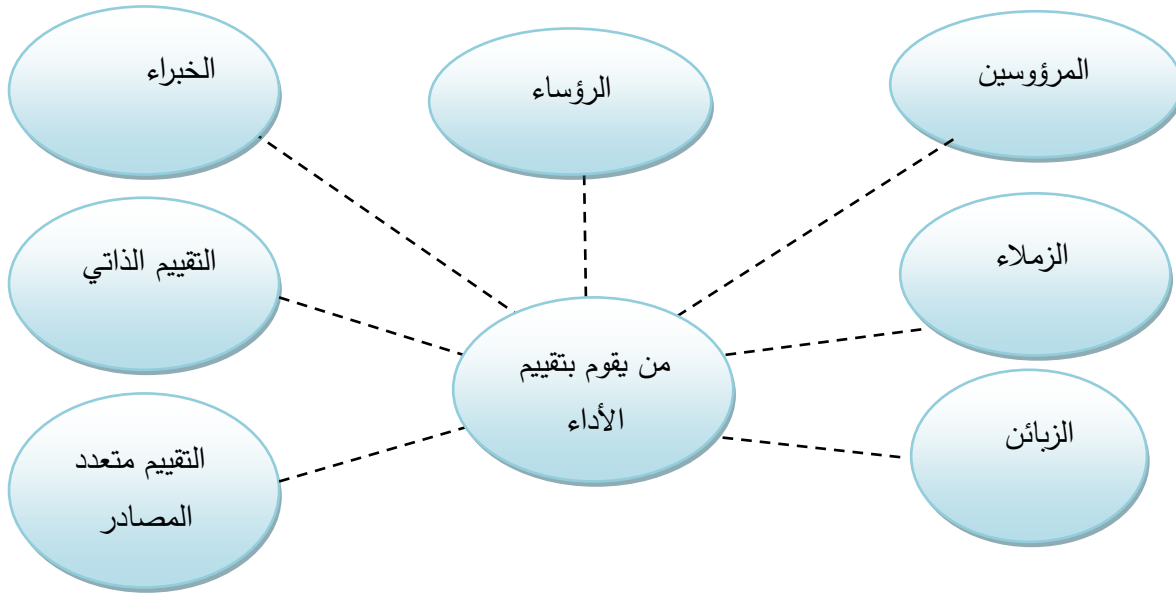 المرؤوسين
الرؤساء
الخبراء
الزملاء
التقييم الذاتي
من يقوم بتقييم
الأداء
الزبائن
التقييم متعدد
المصادر